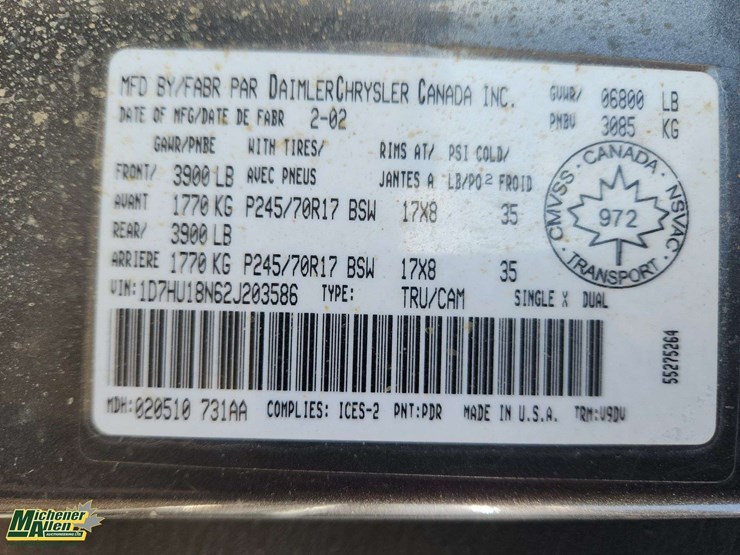 MFD BY/FABR PAR DAIMLERCHRYSLER CANADA INC. GVWR/ 06800 LB
DATE OF MFG/DATE DE FABR 2-02 PNBV 3085 KG
GAWR/PNBE WITH TIRES/ RIMS AT/ PSI COLD/
FRONT/ 3900 LB AVEC PNEUS JANTES A LB/PO² FROID
AVANT 1770 KG P245/70R17 BSW 17X8 35
REAR/ 3900 LB
ARRIERE 1770 KG P245/70R17 BSW 17X8 35
VIN:1D7HU18N62J203586 TYPE: TRU/CAM SINGLE X DUAL
MDH:020510 731AA COMPLIES: ICES-2 PNT:PDR MADE IN U.S.A. TRM:V9DV
CMVSS · CANADA · NSVAC · TRANSPORT ·
972
55275264
Michener
Allen
AUCTIONEERING LTD.